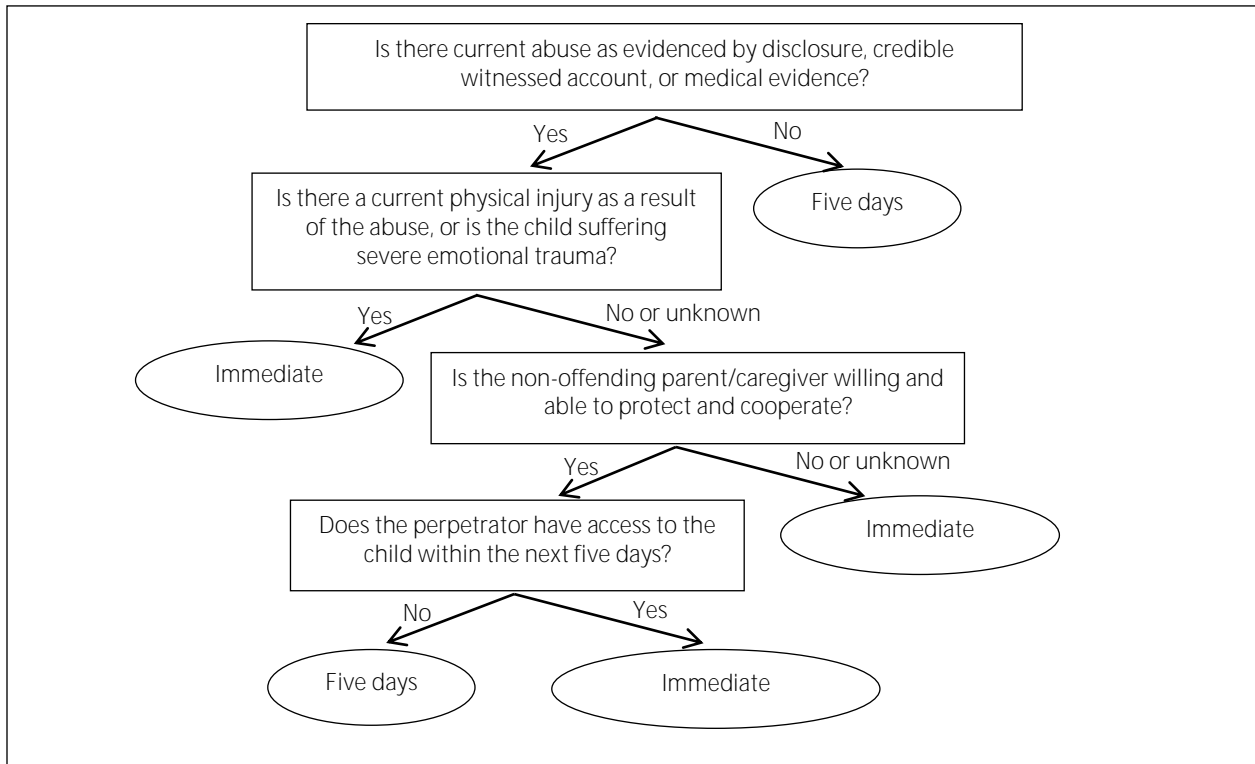 Is there current abuse as evidenced by disclosure, credible
witnessed account, or medical evidence?
Yes
No
Is there a current physical injury as a result
of the abuse, or is the child suffering
severe emotional trauma?
Five days
Yes
No or unknown
Immediate
Is the non-offending parent/caregiver willing and
able to protect and cooperate?
Yes
No or unknown
Does the perpetrator have access to the
child within the next five days?
Immediate
No
Yes
Five days
Immediate